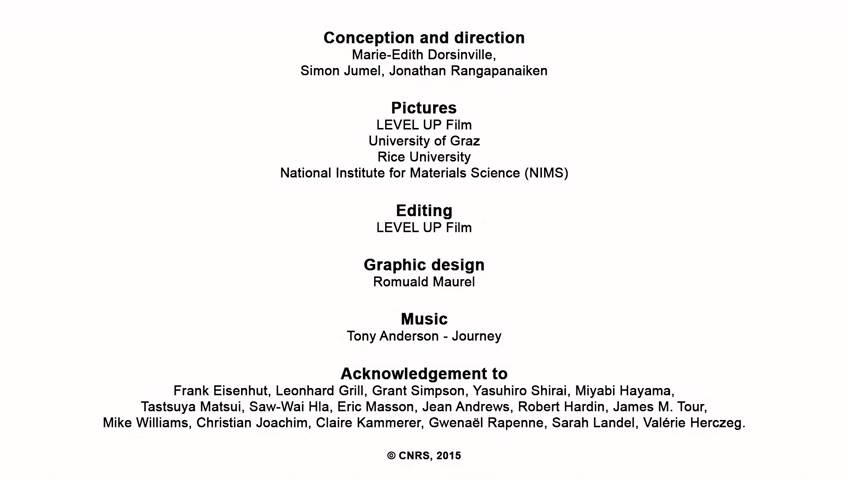 Conception and direction
Marie-Edith Dorsinville,
Simon Jumel, Jonathan Rangapanaiken
Pictures
LEVEL UP Film
University of Graz
Rice University
National Institute for Materials Science (NIMS)
Editing
LEVEL UP Film
Graphic design
Romuald Maurel
Music
Tony Anderson - Journey
Acknowledgement to
Frank Eisenhut, Leonhard Grill, Grant Simpson, Yasuhiro Shirai, Miyabi Hayama,
Tastsuya Matsui, Saw-Wai Hla, Eric Masson, Jean Andrews, Robert Hardin, James M. Tour,
Mike Williams, Christian Joachim, Claire Kammerer, Gwenaël Rapenne, Sarah Landel, Valérie Herczeg.
© CNRS, 2015